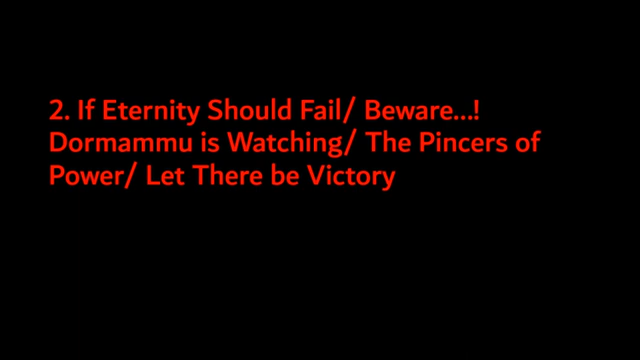 2. If Eternity Should Fail/ Beware...!
Dormammu is Watching/ The Pincers of
Power/ Let There be Victory